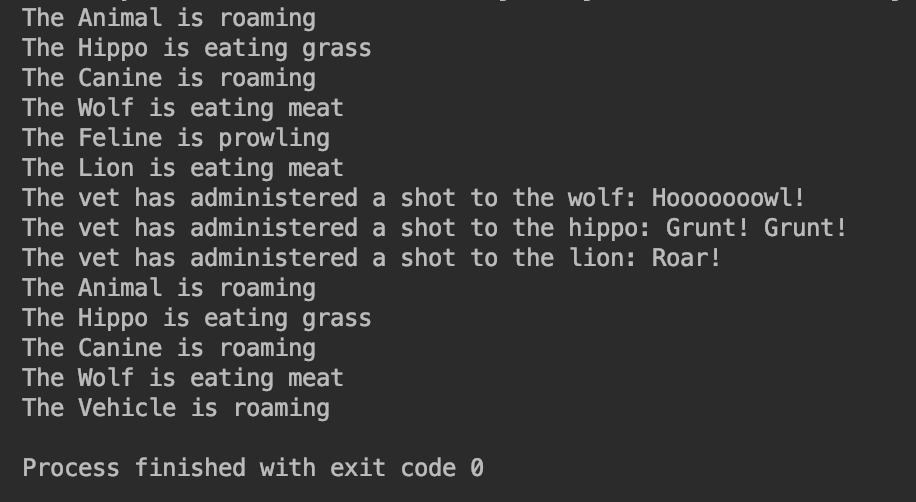 The Animal is roaming
The Hippo is eating grass
The Canine is roaming
The Wolf is eating meat
The Feline is prowling
The Lion is eating meat
The vet has administered a shot to the wolf: Hooooooowl!
The vet has administered a shot to the hippo: Grunt! Grunt!
The vet has administered a shot to the lion: Roar!
The Animal is roaming
The Hippo is eating grass
The Canine is roaming
The Wolf is eating meat
The Vehicle is roaming
Process finished with exit code 0